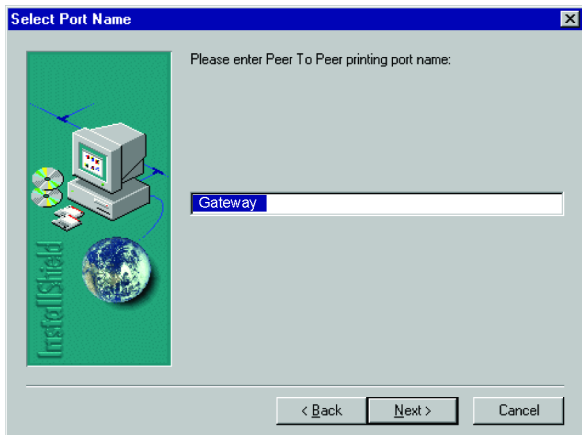 Select Port Name
Please enter Peer To Peer printing port name:
Gateway
InstallShield
< Back
Next >
Cancel